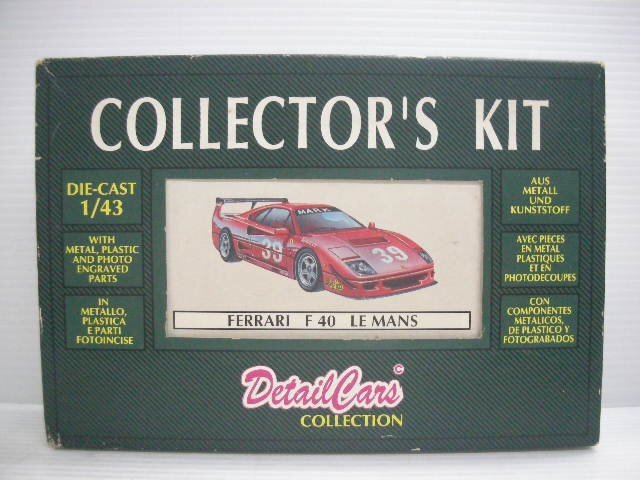 COLLECTOR'S KIT
DIE-CAST
1/43
WITH
METAL, PLASTIC
AND PHOTO
ENGRAVED
PARTS
IN
METALLO,
PLASTICA
E PARTI
FOTOINCISE
MARK
39
39
FERRARI F 40 LE MANS
AUS
METALL
UND
KUNSTSTOFF
AVEC PIECES
EN METAL
PLASTIQUES
ET EN
PHOTODECOUPES
CON
COMPONENTES
METALICOS,
DE PLASTICO Y
FOTOGRABADOS
DetailCars ©
COLLECTION